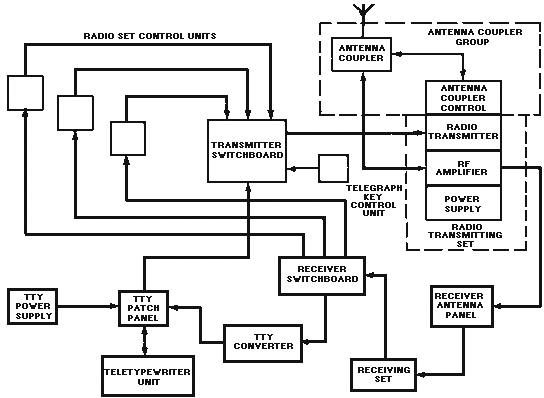 RADIO SET CONTROL UNITS
ANTENNA
COUPLER
ANTENNA COUPLER
GROUP
ANTENNA
COUPLER
CONTROL
RADIO
TRANSMITTER
RF
AMPLIFIER
POWER
SUPPLY
RADIO
TRANSMITTING
SET
TRANSMITTER
SWITCHBOARD
TELEGRAPH
KEY
CONTROL
UNIT
RECEIVER
SWITCHBOARD
TTY
POWER
SUPPLY
TTY
PATCH
PANEL
TTY
CONVERTER
RECEIVER
ANTENNA
PANEL
TELETYPEWRITER
UNIT
RECEIVING
SET